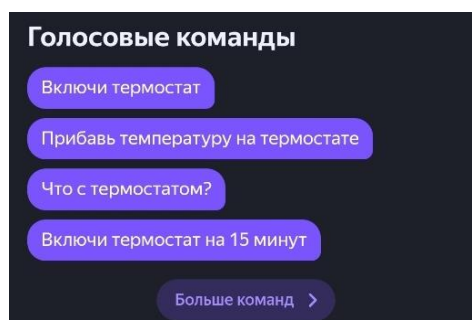 Голосовые команды
Включи термостат
Прибавь температуру на термостате
Что с термостатом?
Включи термостат на 15 минут
Больше команд